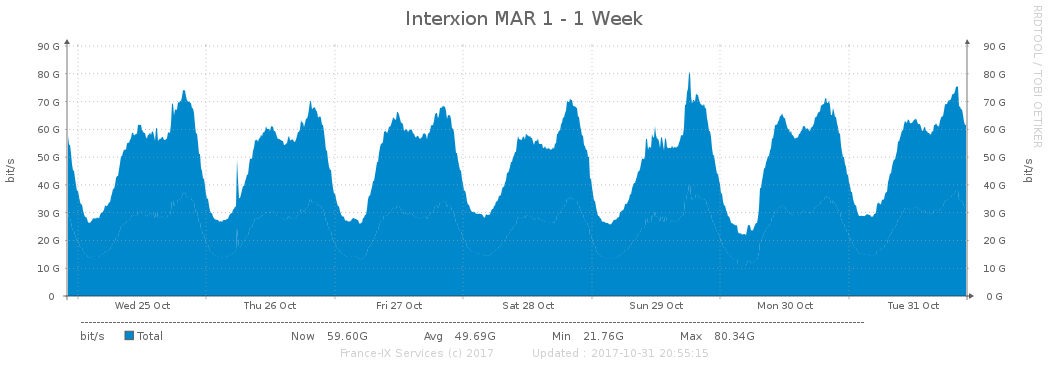 Interxion MAR 1 - 1 Week
RRDTOOL / TOBI OETIKER
bit/s
90 G 90 G
80 G 80 G
70 G 70 G
60 G 60 G
50 G 50 G
40 G 40 G
30 G 30 G
20 G 20 G
10 G 10 G
0 0 G
bit/s
Wed 25 Oct Thu 26 Oct Fri 27 Oct Sat 28 Oct Sun 29 Oct Mon 30 Oct Tue 31 Oct
bit/s Total Now 59.60G Avg 49.69G Min 21.76G Max 80.34G
France-IX Services (c) 2017 Updated : 2017-10-31 20:55:15